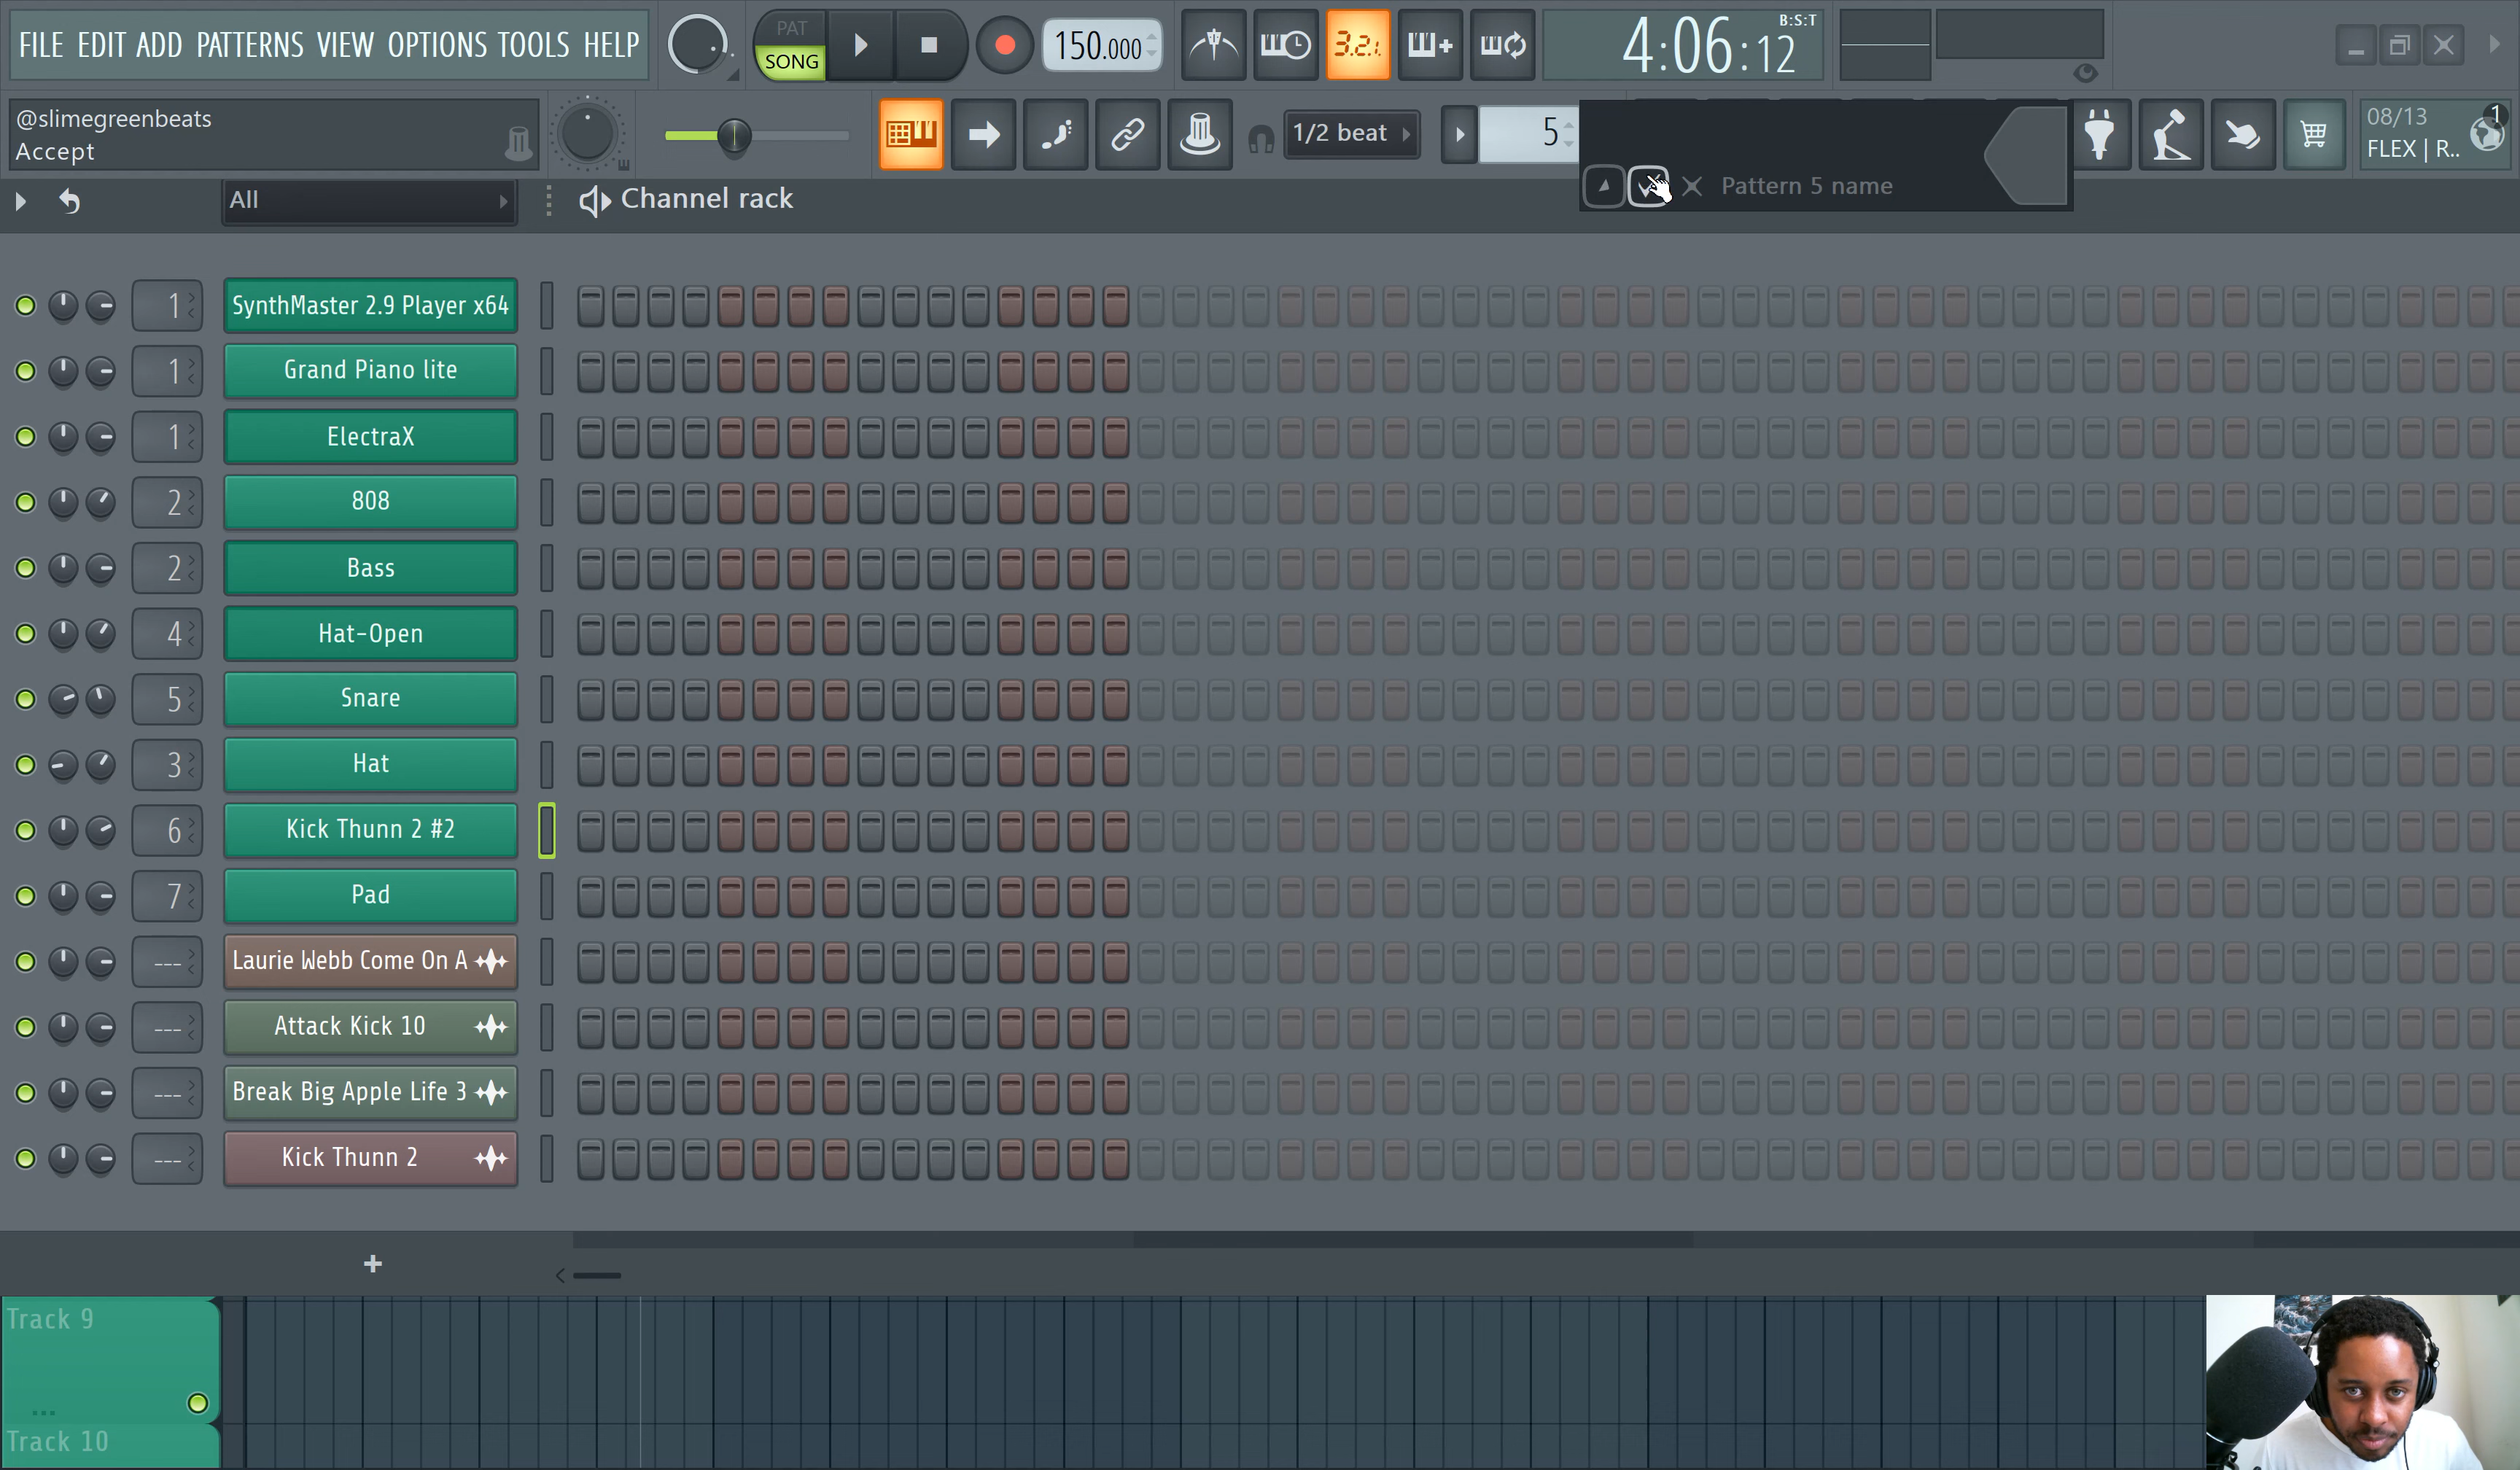 FILE EDIT ADD PATTERNS VIEW OPTIONS TOOLS HELP
PAT
SONG
150.000
3.2.1
4:06:12
B:S:T
@slimegreenbeats
Accept
1/2 beat
5
Pattern 5 name
08/13
FLEX | R..
1
All
Channel rack
1 SynthMaster 2.9 Player x64
1 Grand Piano lite
1 ElectraX
2 808
2 Bass
4 Hat-Open
5 Snare
3 Hat
6 Kick Thunn 2 #2
7 Pad
--- Laurie Webb Come On A
--- Attack Kick 10
--- Break Big Apple Life 3
--- Kick Thunn 2
+
Track 9
...
Track 10